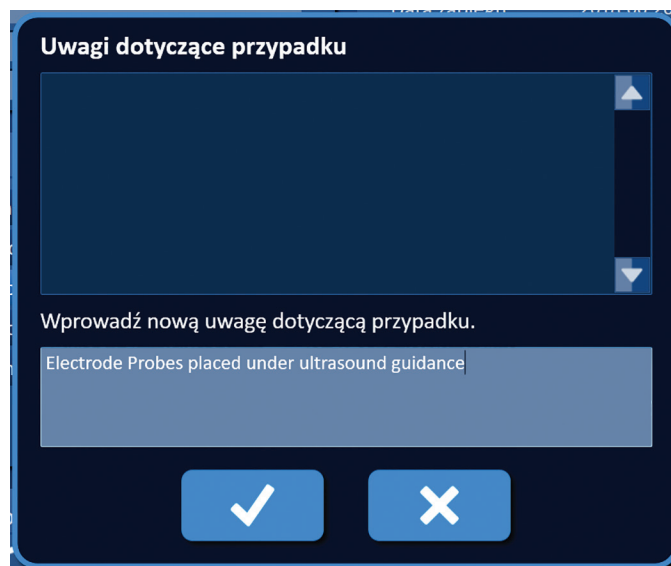 Uwagi dotyczące przypadku
Wprowadź nową uwagę dotyczącą przypadku.
Electrode Probes placed under ultrasound guidance